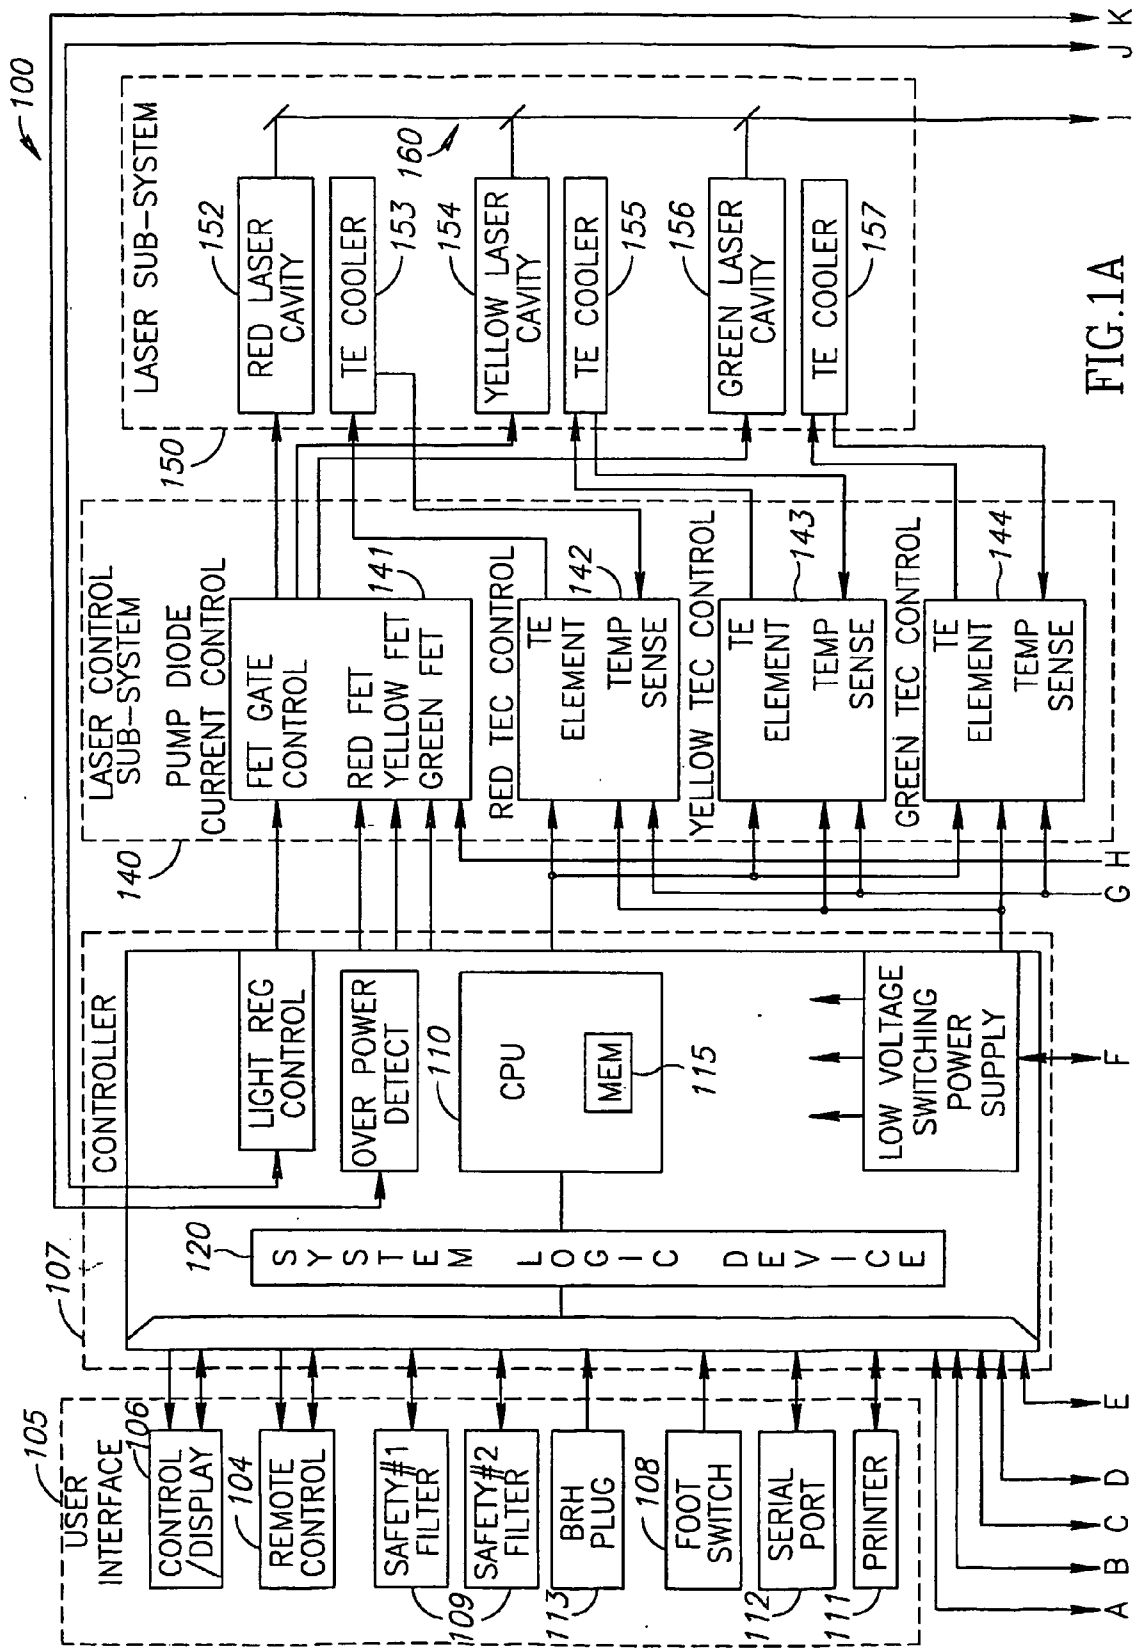 100
105
USER
INTERFACE
106
CONTROL
/DISPLAY
104
REMOTE
CONTROL
SAFETY#1
FILTER
109
SAFETY#2
FILTER
BRH
PLUG
113
108
FOOT
SWITCH
SERIAL
PORT
112
PRINTER
111
107
CONTROLLER
120
SYSTEM LOGIC DEVICE
LIGHT REG
CONTROL
OVER POWER
DETECT
110
CPU
MEM
115
LOW VOLTAGE
SWITCHING
POWER
SUPPLY
140
LASER CONTROL
SUB-SYSTEM
PUMP DIODE
CURRENT CONTROL
FET GATE
CONTROL
141
RED FET
YELLOW FET
GREEN FET
RED TEC CONTROL
142
TE
ELEMENT
TEMP
SENSE
YELLOW TEC CONTROL
143
TE
ELEMENT
TEMP
SENSE
GREEN TEC CONTROL
144
TE
ELEMENT
TEMP
SENSE
150
LASER SUB-SYSTEM
152
RED LASER
CAVITY
153
TE COOLER
160
154
YELLOW LASER
CAVITY
155
TE COOLER
156
GREEN LASER
CAVITY
157
TE COOLER
A
B
C
D
E
F
G
H
I
J
K
FIG.1A